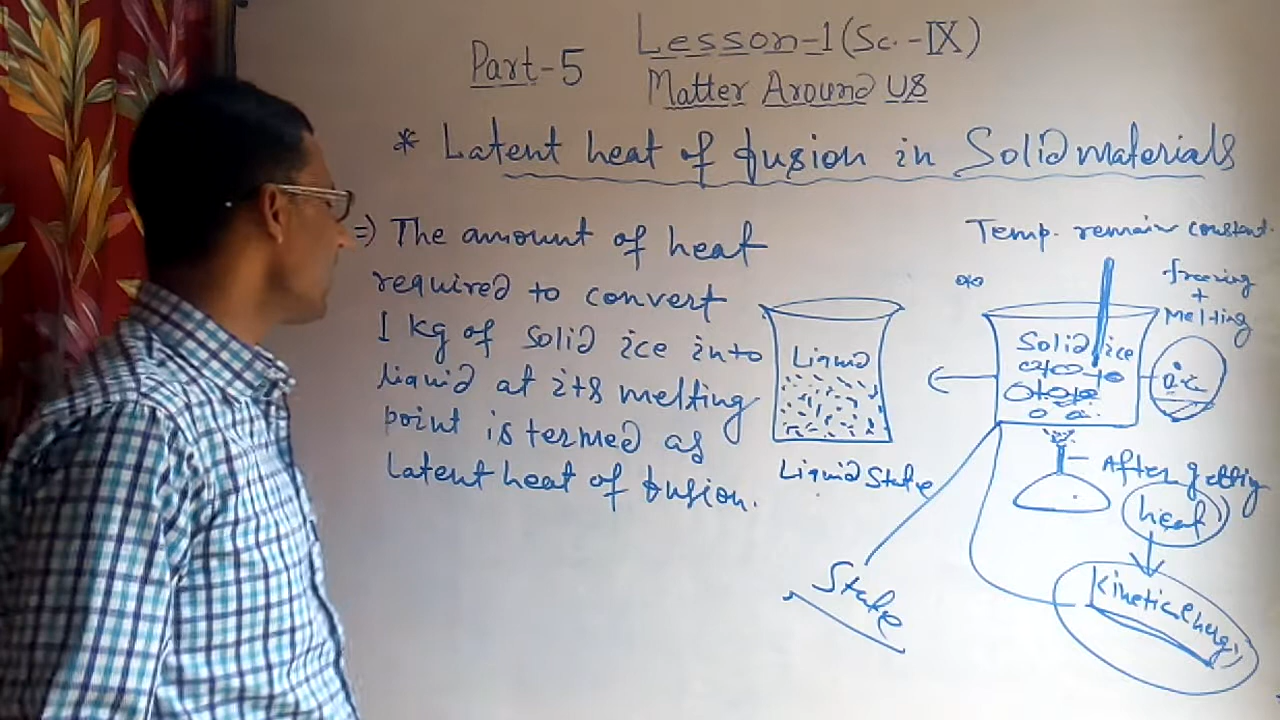 Part-5
Lesson-1 (Sc.-IX)
Matter Around us
* Latent heat of fusion in Solid materials
=) The amount of heat
required to convert
1 kg of solid ice into
liquid at its melting
point is termed as
Latent heat of fusion.
Temp. remain constant.
freezing
+
Melting
Liquid
Solid ice
0°c
Liquid State
After getting
heat
State
Kinetic energy